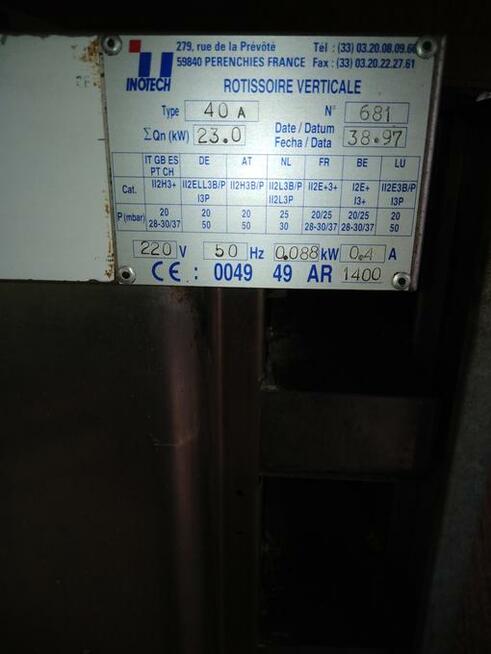 279, rue de la Prévôté Tél : (33) 03.20.08.09.66
59840 PERENCHIES FRANCE Fax : (33) 03.20.22.27.61
INOTECH ROTISSOIRE VERTICALE
Type 40 A N° 681
ΣQn (kW) 23.0 Date / Datum Fecha / Data 38-97
IT GB ES PT CH DE AT NL FR BE LU
Cat. II2H3+ II2ELL3B/P I3P II2H3B/P II2L3B/P II2L3P II2E+3+ I2E+ I3+ II2E3B/P I3P
P (mbar) 20 28-30/37 20 50 20 50 25 30 20/25 28-30/37 20/25 28-30/37 20 50
220 V 50 Hz 0.088 kW 0.4 A
CE : 0049 49 AR 1400